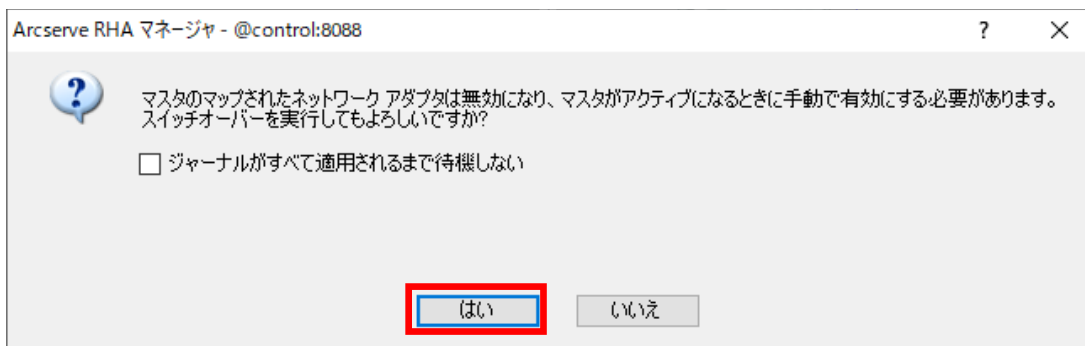 Arcserve RHA マネージャ - @control:8088
?
マスタのマップされたネットワーク アダプタは無効になり、マスタがアクティブになるときに手動で有効にする必要があります。
スイッチオーバーを実行してもよろしいですか?
ジャーナルがすべて適用されるまで待機しない
はい
いいえ